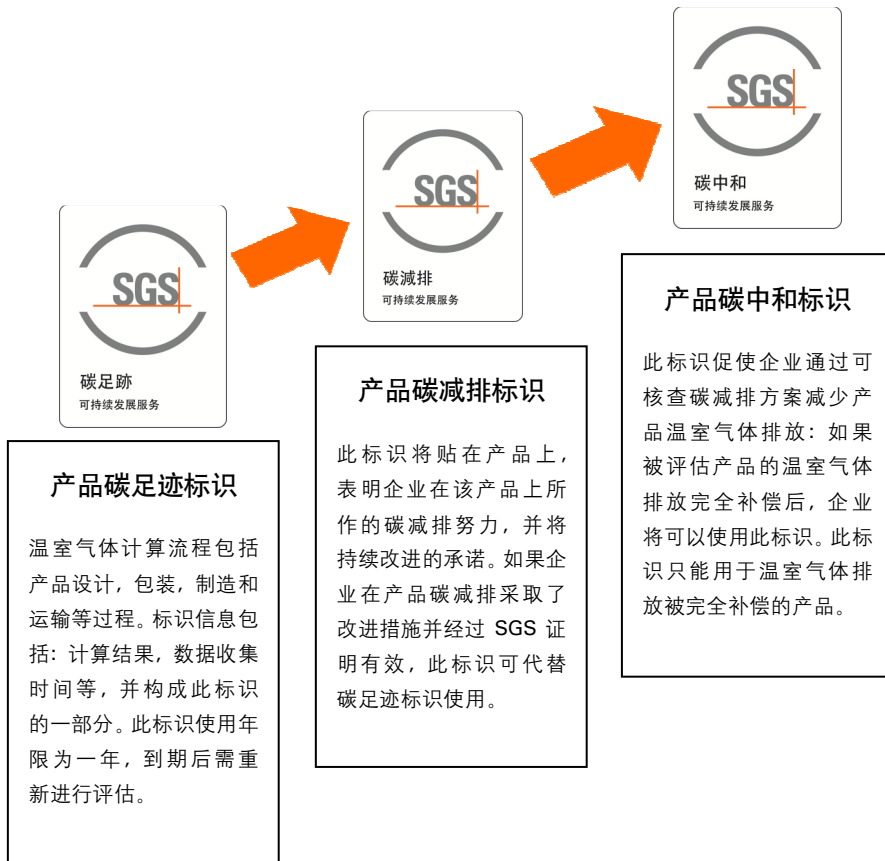 SGS
碳足跡
可持续发展服务
产品碳足迹标识
温室气体计算流程包括
产品设计，包装，制造和
运输等过程。标识信息包
括：计算结果，数据收集
时间等，并构成此标识
的一部分。此标识使用年
限为一年，到期后需重
新进行评估。
SGS
碳減排
可持续发展服务
产品碳减排标识
此标识将贴在产品上，
表明企业在该产品上所
作的碳减排努力，并将
持续改进的承诺。如果企
业在产品碳减排采取了
改进措施并经过 SGS 证
明有效，此标识可代替
碳足迹标识使用。
SGS
碳中和
可持续发展服务
产品碳中和标识
此标识促使企业通过可
核查碳减排方案减少产
品温室气体排放：如果
被评估产品的温室气体
排放完全补偿后，企业
将可以使用此标识。此标
识只能用于温室气体排
放被完全补偿的产品。